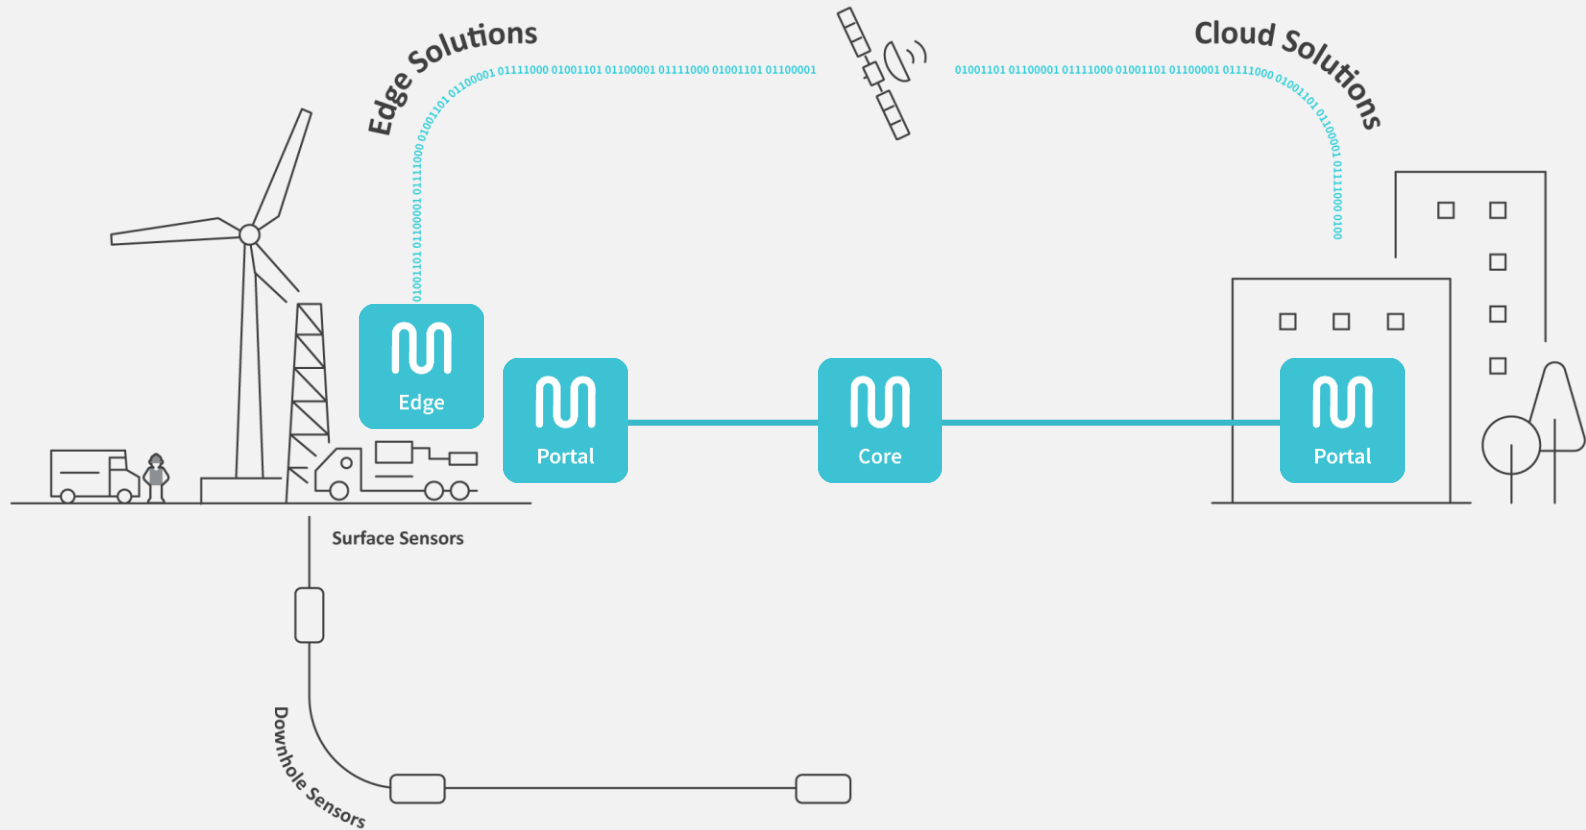 Edge Solutions
Cloud Solutions
01001101 01100001 01111000 01001101 01100001 01111000 01001101 01100001 01111000 01001101 01100001
01001101 01100001 01111000 01001101 01100001 01111000 01001101 01100001 01111000 0100
Edge
Portal
Core
Portal
Surface Sensors
Downhole Sensors